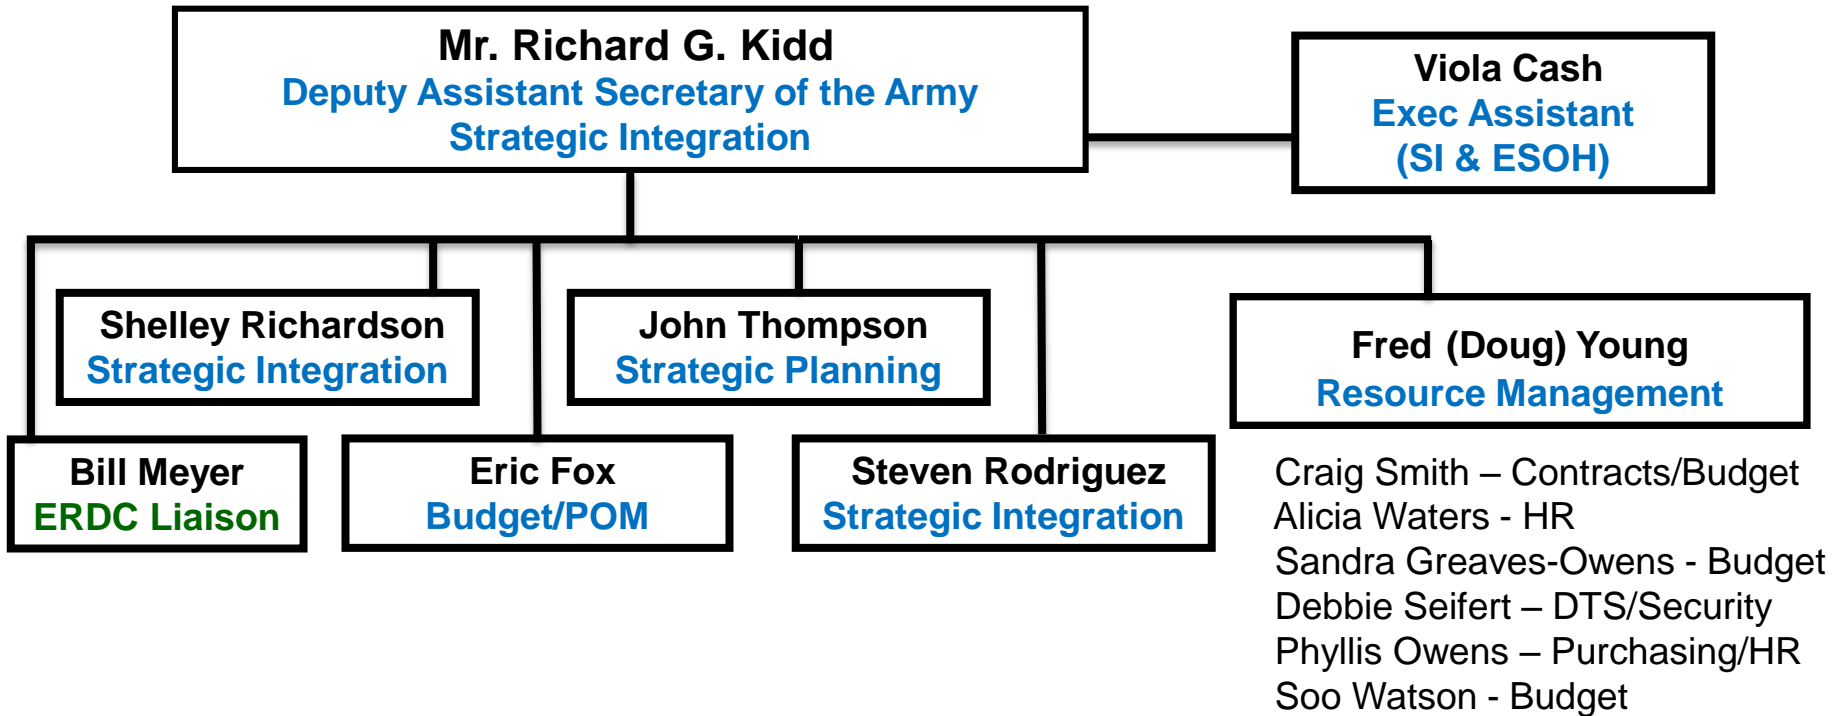 Mr. Richard G. Kidd
Deputy Assistant Secretary of the Army
Strategic Integration
Viola Cash
Exec Assistant
(SI & ESOH)
Shelley Richardson
Strategic Integration
John Thompson
Strategic Planning
Fred (Doug) Young
Resource Management
Bill Meyer
ERDC Liaison
Eric Fox
Budget/POM
Steven Rodriguez
Strategic Integration
Craig Smith – Contracts/Budget
Alicia Waters - HR
Sandra Greaves-Owens - Budget
Debbie Seifert – DTS/Security
Phyllis Owens – Purchasing/HR
Soo Watson - Budget